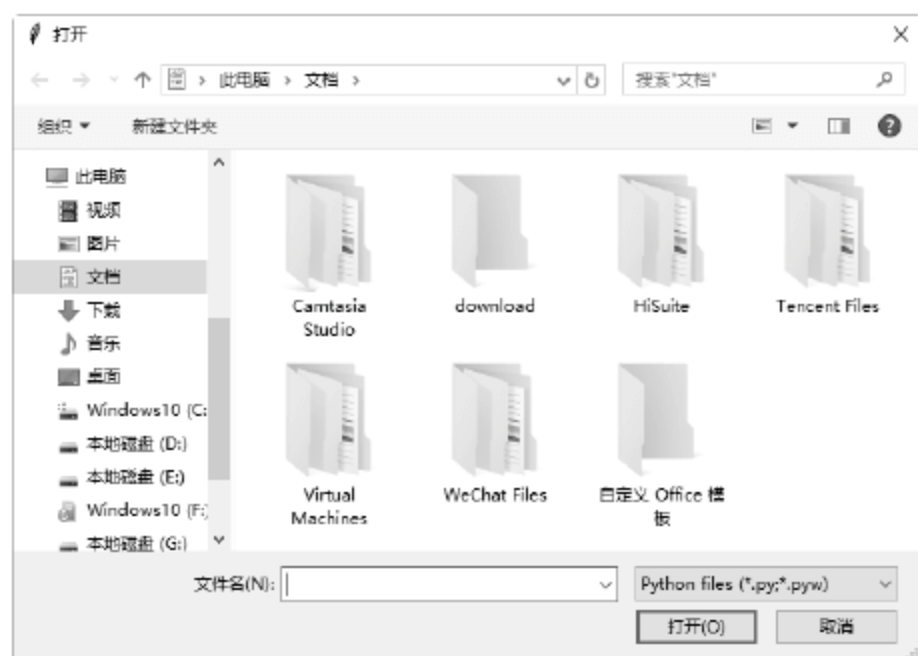 打开
此电脑 > 文档 >
搜索"文档"
组织
新建文件夹
此电脑
视频
图片
文档
下载
音乐
桌面
Windows10 (C:
本地磁盘 (D:)
本地磁盘 (E:)
Windows10 (F:)
本地磁盘 (G:)
Camtasia
Studio
download
HiSuite
Tencent Files
Virtual
Machines
WeChat Files
自定义 Office 模
板
文件名(N):
Python files (*.py;*.pyw)
打开(O)
取消